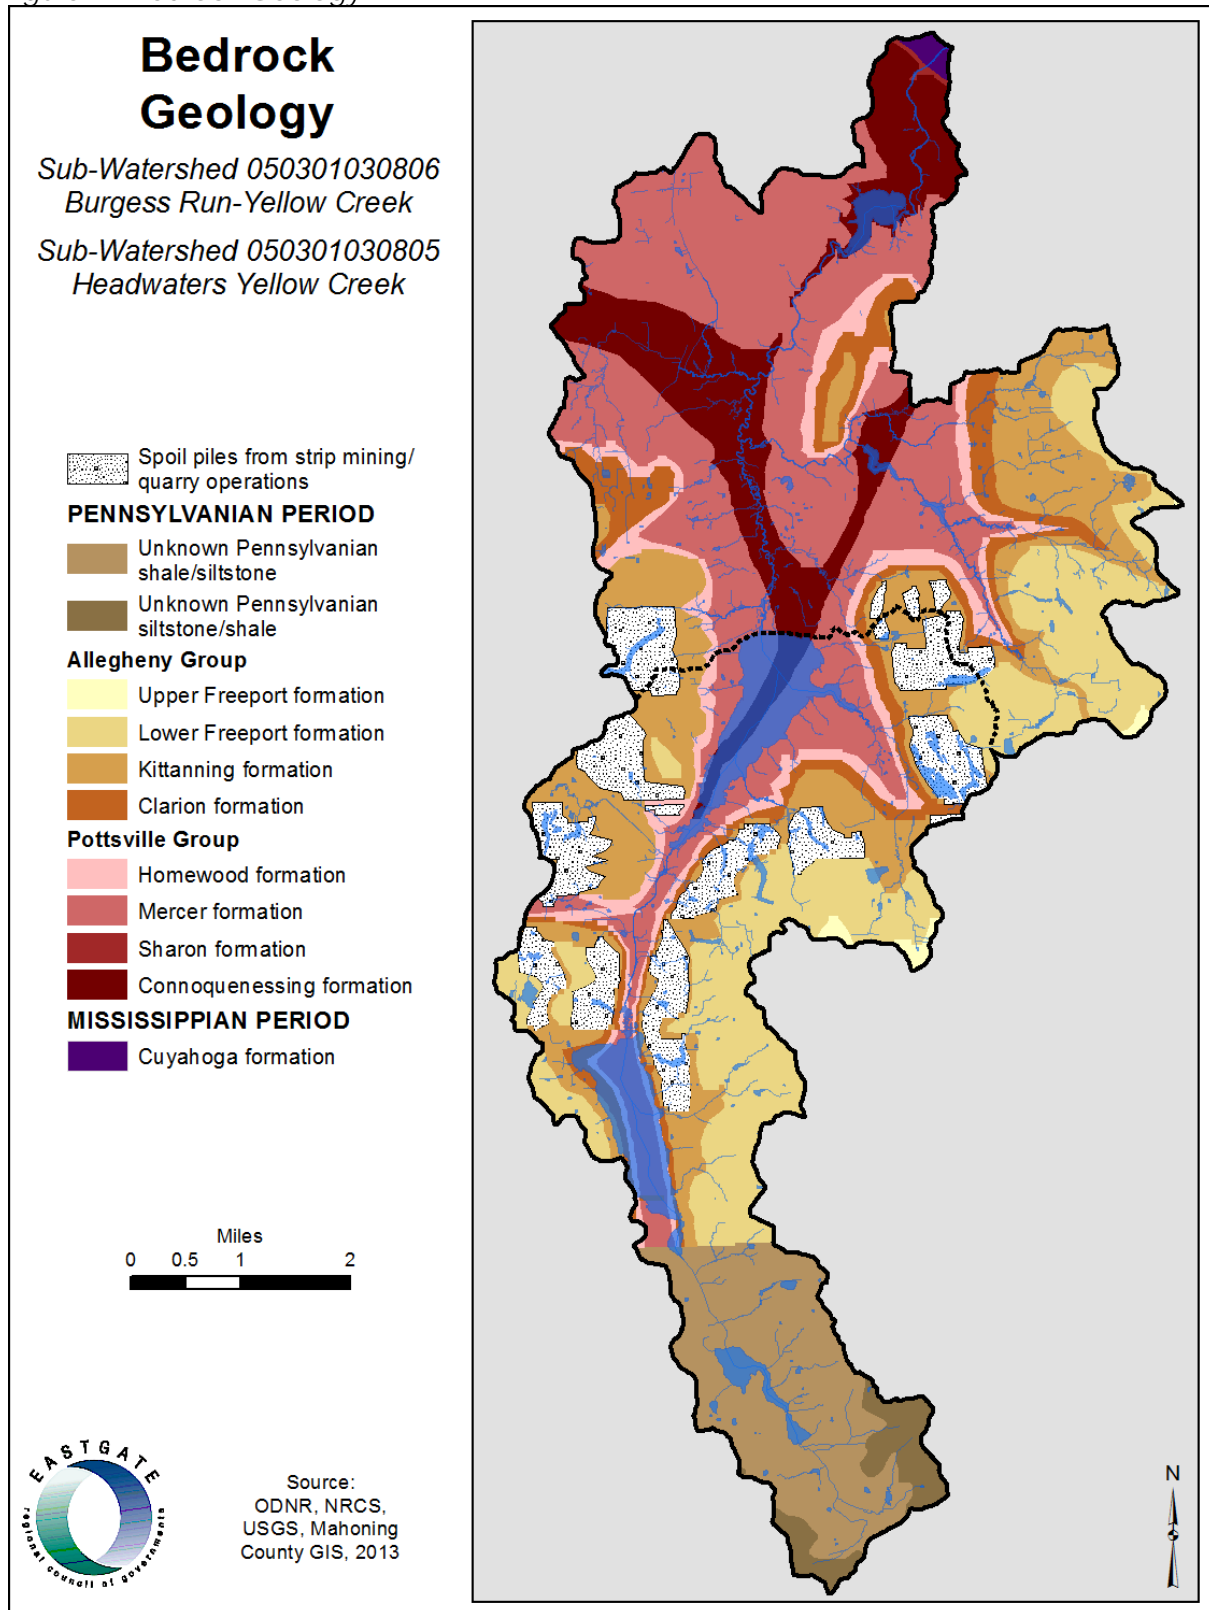 Bedrock
Geology
Sub-Watershed 050301030806
Burgess Run-Yellow Creek
Sub-Watershed 050301030805
Headwaters Yellow Creek
Spoil piles from strip mining/
quarry operations
PENNSYLVANIAN PERIOD
Unknown Pennsylvanian
shale/siltstone
Unknown Pennsylvanian
siltstone/shale
Allegheny Group
Upper Freeport formation
Lower Freeport formation
Kittanning formation
Clarion formation
Pottsville Group
Homewood formation
Mercer formation
Sharon formation
Connoquenessing formation
MISSISSIPPIAN PERIOD
Cuyahoga formation
Miles
0 0.5 1 2
EASTGATE
regional council of governments
Source:
ODNR, NRCS,
USGS, Mahoning
County GIS, 2013
N